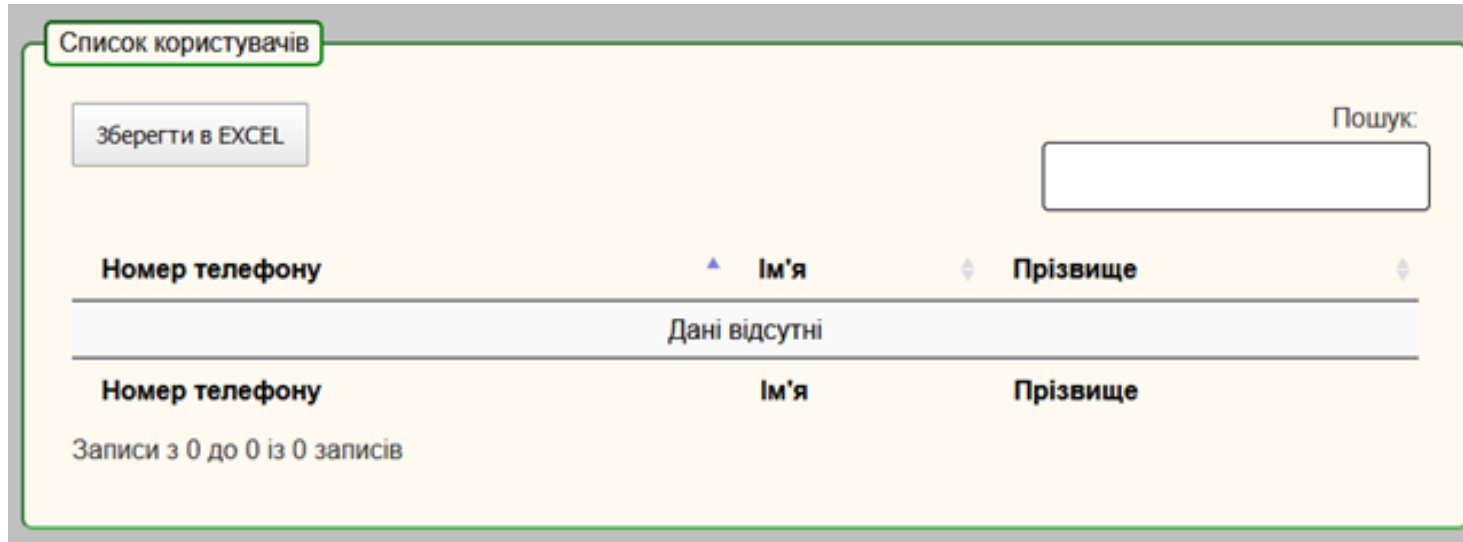 Список користувачів
Зберегти в EXCEL
Пошук:
Номер телефону Ім'я Прізвище
Дані відсутні
Номер телефону Ім'я Прізвище
Записи з 0 до 0 із 0 записів